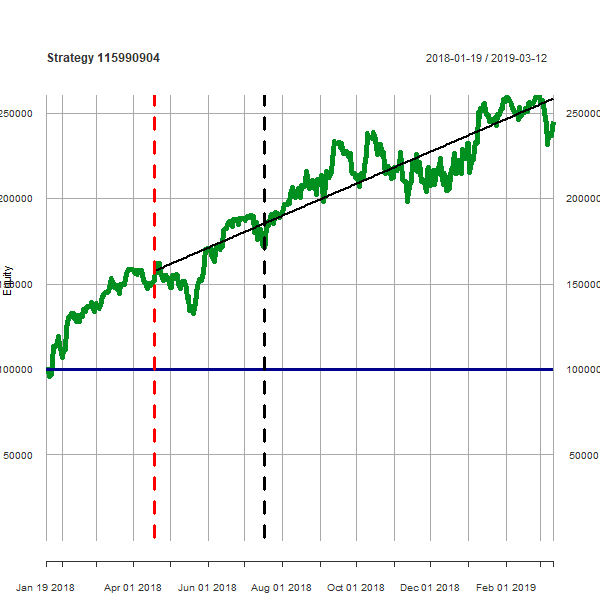 Strategy 115990904
2018-01-19 / 2019-03-12
250000 250000
200000 200000
Equity
150000 150000
100000 100000
50000 50000
Jan 19 2018 Apr 01 2018 Jun 01 2018 Aug 01 2018 Oct 01 2018 Dec 01 2018 Feb 01 2019